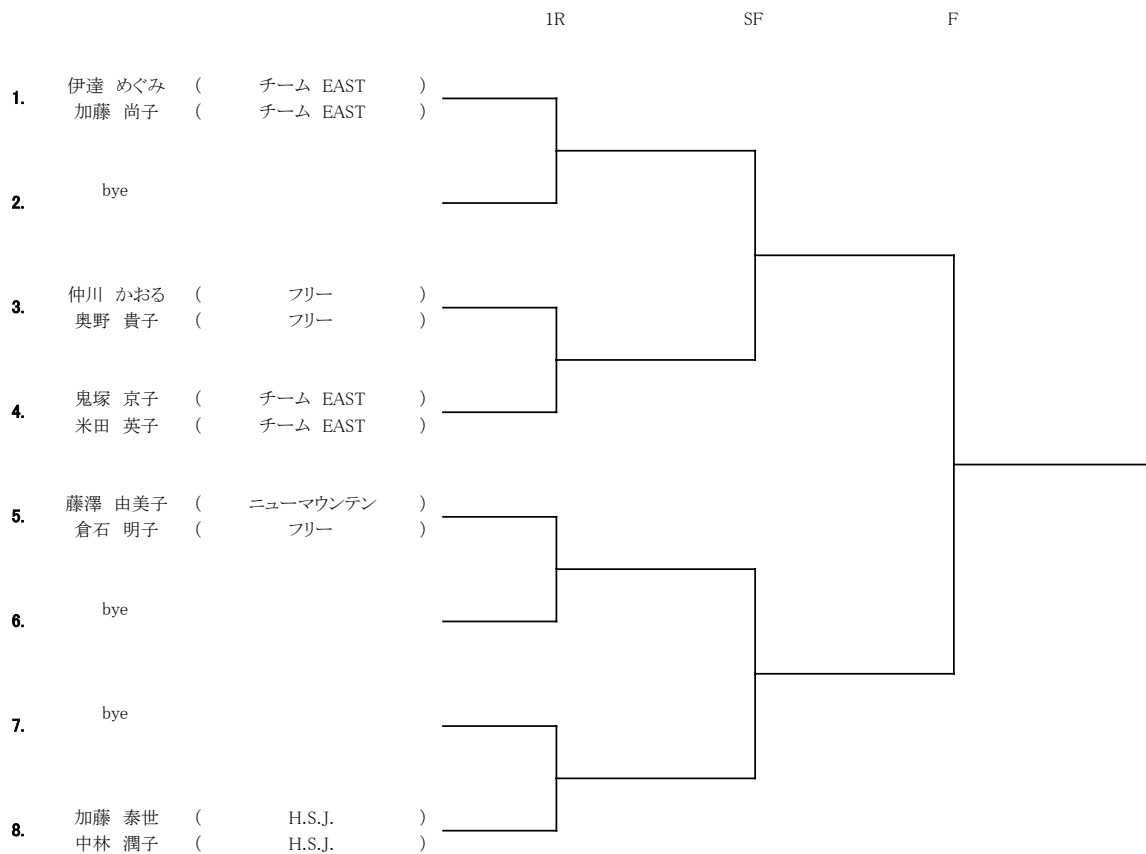 1R SF F
伊達 めぐみ ( チーム EAST )
1.
加藤 尚子 ( チーム EAST )
bye
2.
仲川 かおる ( フリー )
3.
奥野 貴子 ( フリー )
鬼塚 京子 ( チーム EAST )
4.
米田 英子 ( チーム EAST )
藤澤 由美子 ( ニューマウンテン )
5.
倉石 明子 ( フリー )
bye
6.
bye
7.
加藤 泰世 ( H.S.J. )
8.
中林 潤子 ( H.S.J. )